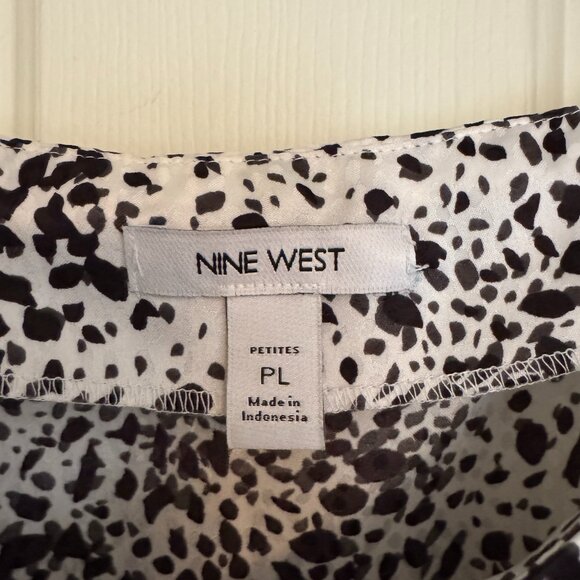 NINE WEST
PETITES
PL
Made in
Indonesia